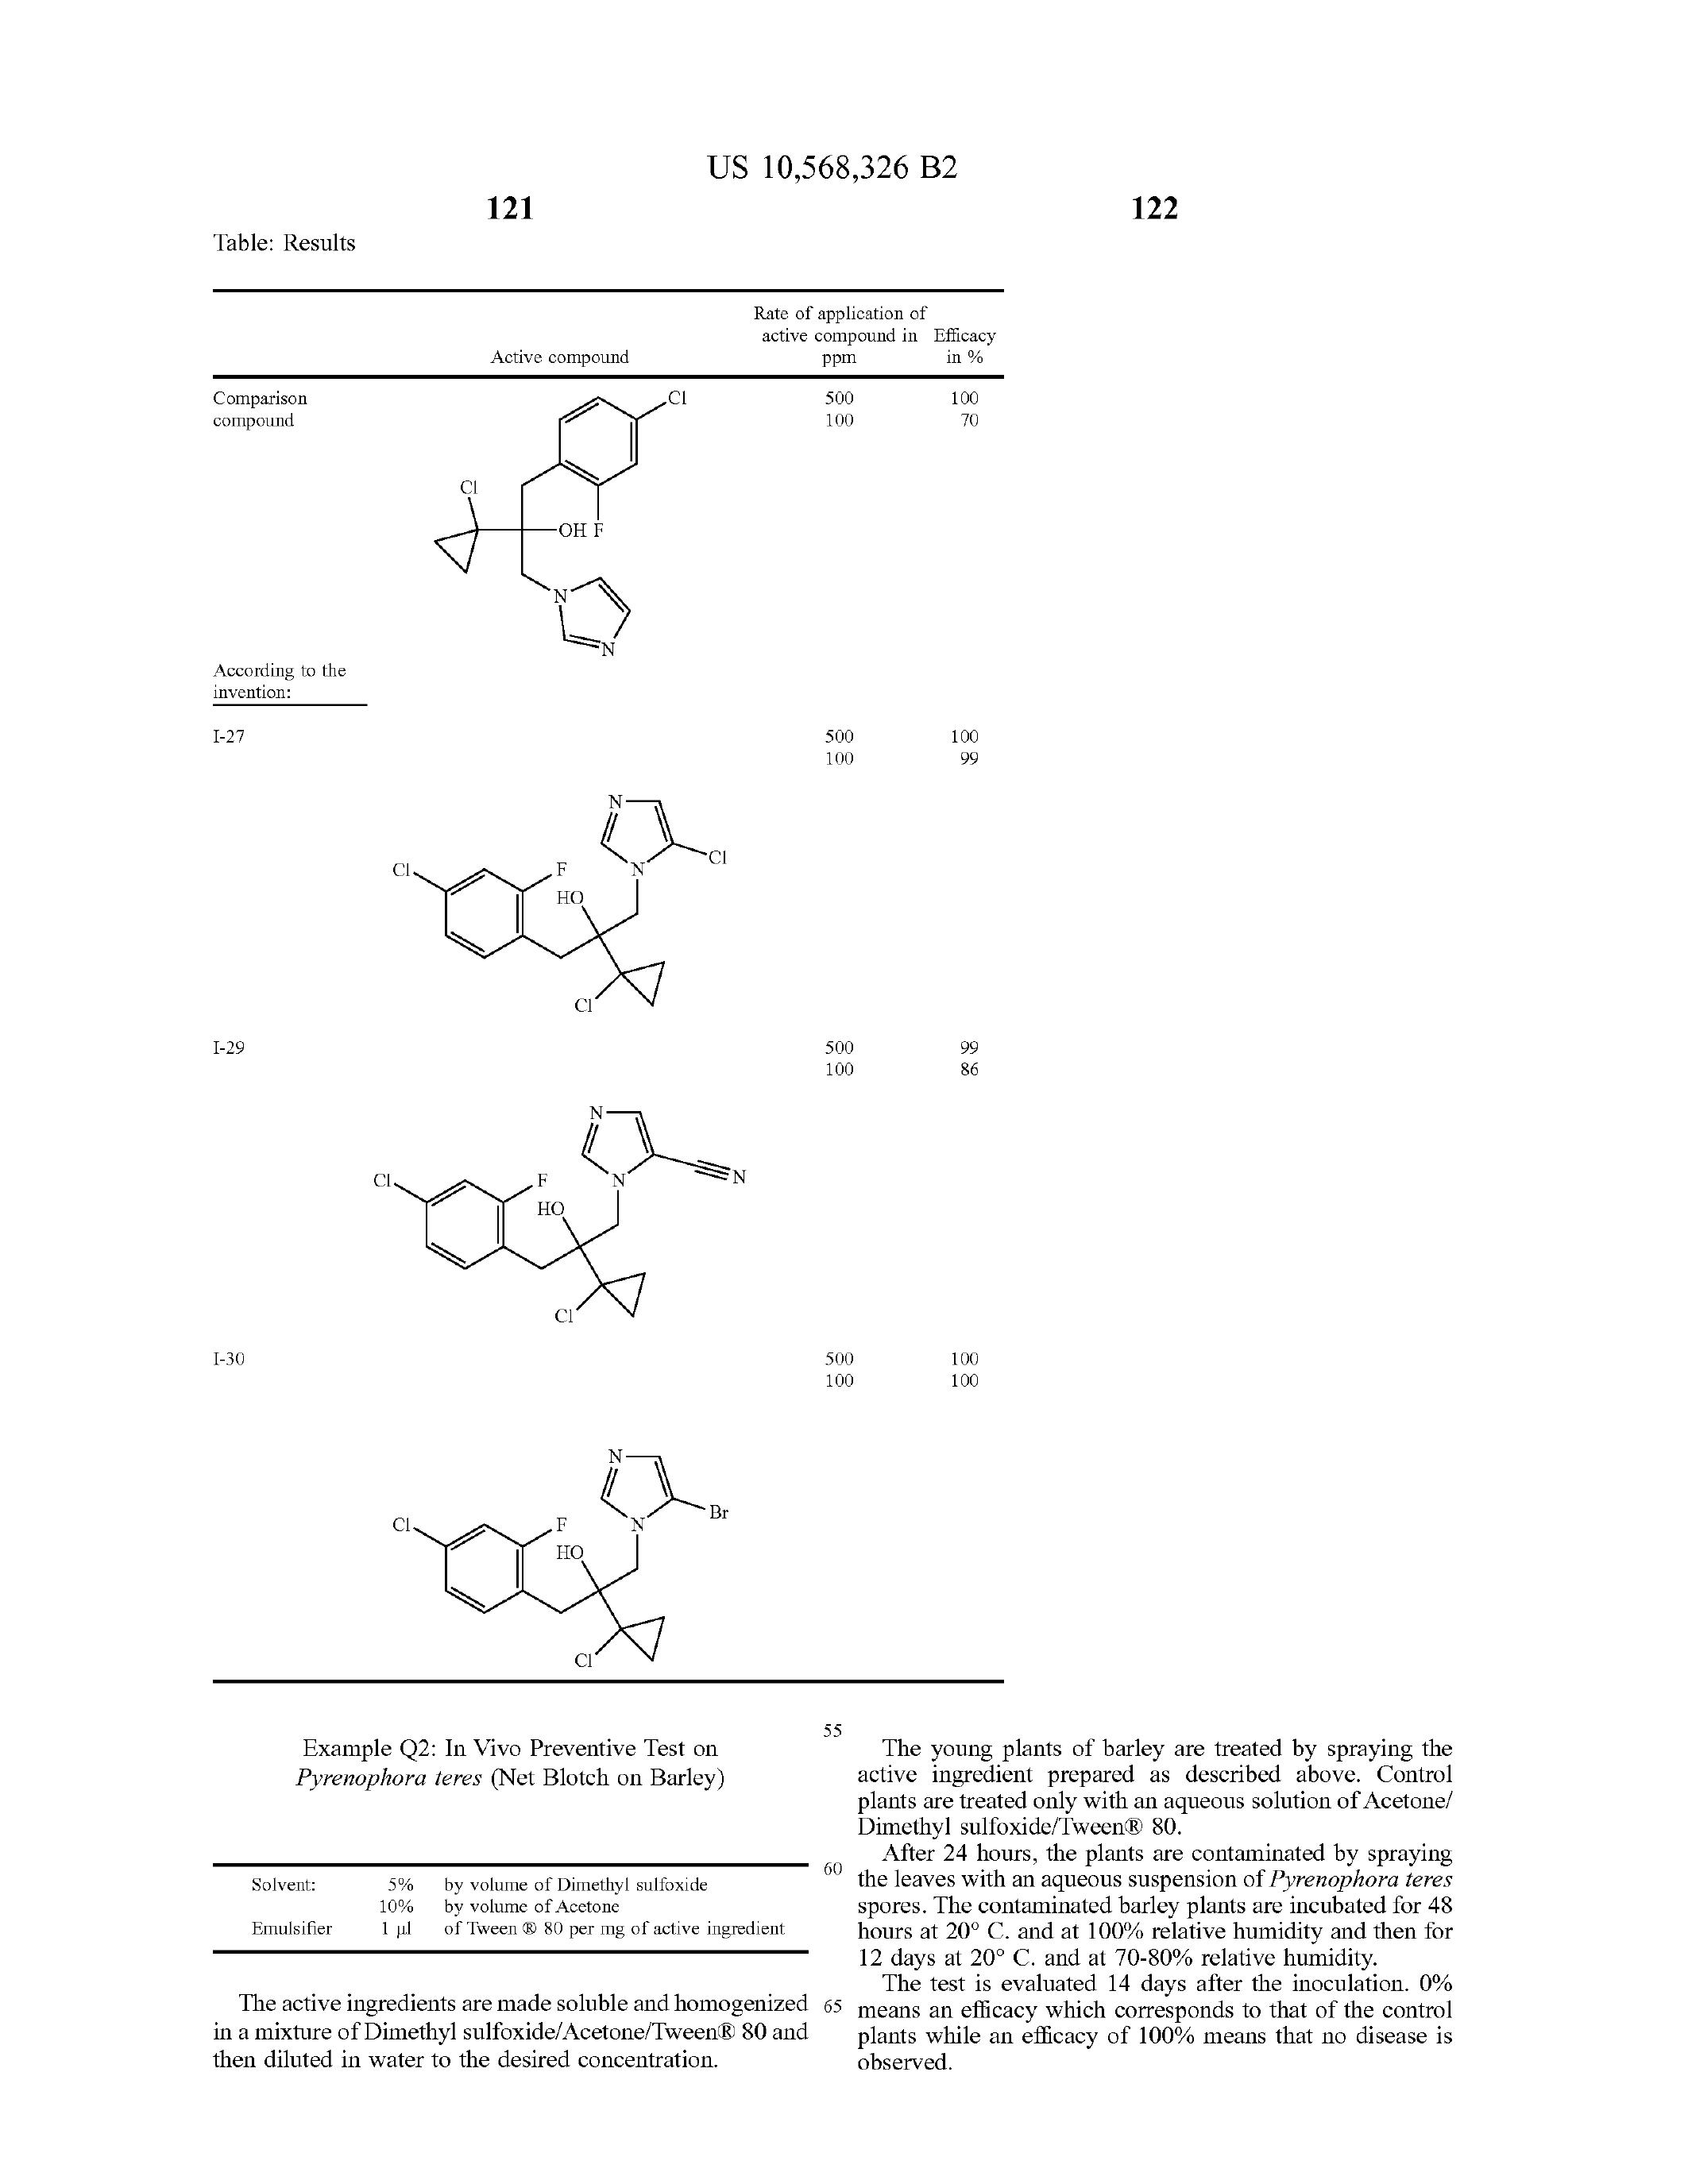 US 10,568,326 B2
121
122
Table: Results
Rate of application of
active compound in Efficacy
Active compound ppm in %
Comparison 500 100
compound 100 70
Cl
Cl
OH F
N
N
According to the
invention:
I-27 500 100
100 99
N
Cl
Cl F N
HO
Cl
I-29 500 99
100 86
N
N
Cl F N
HO
Cl
I-30 500 100
100 100
N
Br
Cl F N
HO
Cl
Example Q2: In Vivo Preventive Test on
Pyrenophora teres (Net Blotch on Barley)
Solvent: 5% by volume of Dimethyl sulfoxide
10% by volume of Acetone
Emulsifier 1 µl of Tween ® 80 per mg of active ingredient
The active ingredients are made soluble and homogenized
in a mixture of Dimethyl sulfoxide/Acetone/Tween® 80 and
then diluted in water to the desired concentration.
55
The young plants of barley are treated by spraying the
active ingredient prepared as described above. Control
plants are treated only with an aqueous solution of Acetone/
Dimethyl sulfoxide/Tween® 80.
After 24 hours, the plants are contaminated by spraying
60
the leaves with an aqueous suspension of Pyrenophora teres
spores. The contaminated barley plants are incubated for 48
hours at 20° C. and at 100% relative humidity and then for
12 days at 20° C. and at 70-80% relative humidity.
The test is evaluated 14 days after the inoculation. 0%
65
means an efficacy which corresponds to that of the control
plants while an efficacy of 100% means that no disease is
observed.